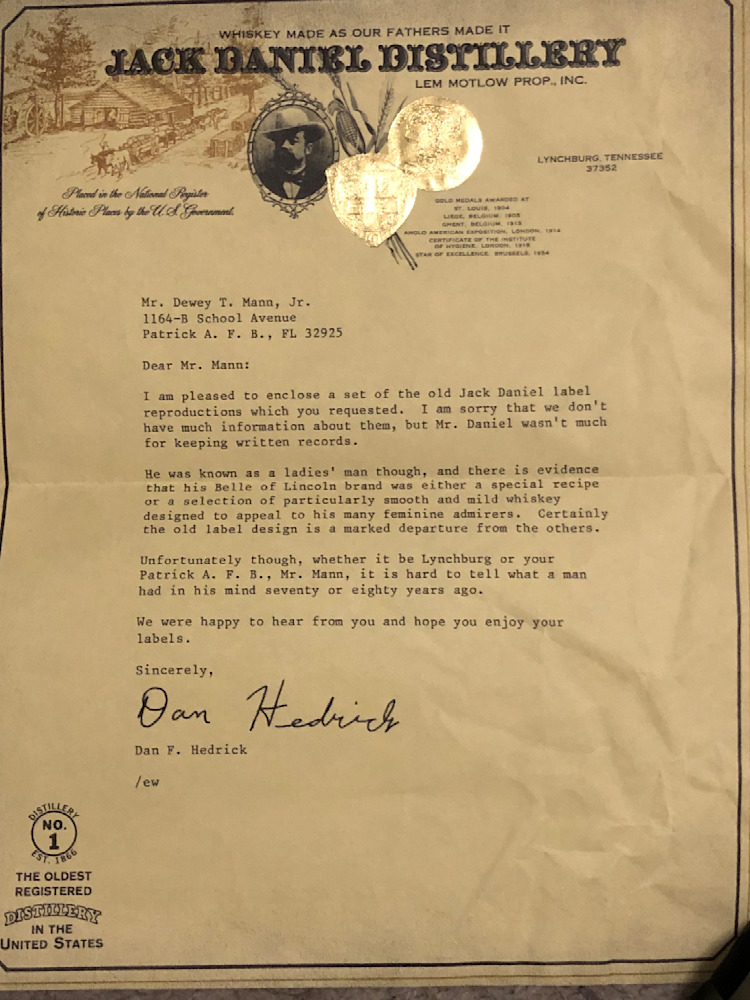 WHISKEY MADE AS OUR FATHERS MADE IT
JACK DANIEL DISTILLERY
LEM MOTLOW PROP., INC.
LYNCHBURG, TENNESSEE
37352
Placed in the National Register
of Historic Places by the U.S. Government.
GOLD MEDALS AWARDED AT
ST. LOUIS, 1904
LIEGE, BELGIUM, 1905
GHENT, BELGIUM, 1913
ANGLO AMERICAN EXPOSITION, LONDON, 1914
CERTIFICATE OF THE INSTITUTE
OF HYGIENE, LONDON, 1915
STAR OF EXCELLENCE, BRUSSELS, 1954
Mr. Dewey T. Mann, Jr.
1164-B School Avenue
Patrick A. F. B., FL 32925
Dear Mr. Mann:
I am pleased to enclose a set of the old Jack Daniel label
reproductions which you requested. I am sorry that we don't
have much information about them, but Mr. Daniel wasn't much
for keeping written records.
He was known as a ladies' man though, and there is evidence
that his Belle of Lincoln brand was either a special recipe
or a selection of particularly smooth and mild whiskey
designed to appeal to his many feminine admirers. Certainly
the old label design is a marked departure from the others.
Unfortunately though, whether it be Lynchburg or your
Patrick A. F. B., Mr. Mann, it is hard to tell what a man
had in his mind seventy or eighty years ago.
We were happy to hear from you and hope you enjoy your
labels.
Sincerely,
Dan Hedrick
Dan F. Hedrick
/ew
DISTILLERY
NO.
1
EST. 1866
THE OLDEST
REGISTERED
DISTILLERY
IN THE
UNITED STATES